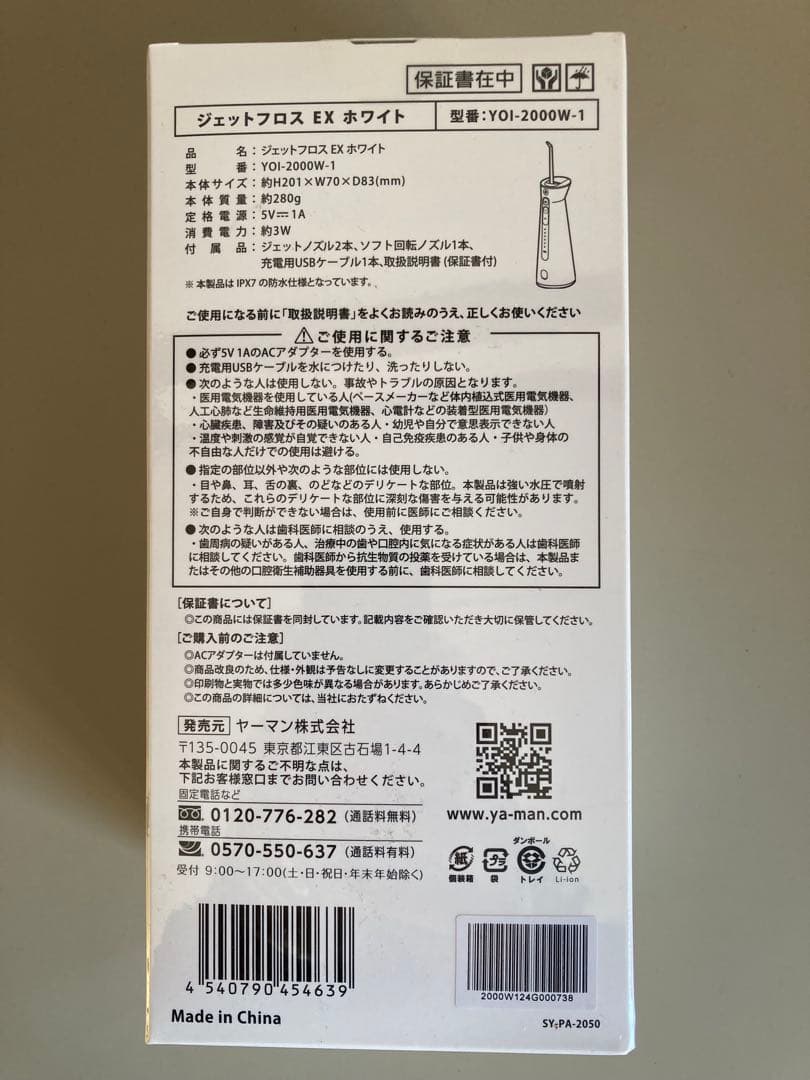 保証書在中
ジェットフロス EX ホワイト 型番:YOI-2000W-1
品名:ジェットフロス EX ホワイト
型番:YOI-2000W-1
本体サイズ:約H201×W70×D83(mm)
本体質量:約280g
定格電源:5V⎓1A
消費電力:約3W
付属品:ジェットノズル2本、ソフト回転ノズル1本、
充電用USBケーブル1本、取扱説明書(保証書付)
※本製品は IPX7 の防水仕様となっています。
ご使用になる前に「取扱説明書」をよくお読みのうえ、正しくお使いください
⚠ご使用に関するご注意
●必ず5V 1AのACアダプターを使用する。
●充電用USBケーブルを水につけたり、洗ったりしない。
●次のような人は使用しない。事故やトラブルの原因となります。
・医用電気機器を使用している人(ペースメーカーなど体内植込式医用電気機器、
人工心肺など生命維持用医用電気機器、心電計などの装着型医用電気機器)
・心臓疾患、障害及びその疑いのある人・幼児や自分で意思表示できない人
・温度や刺激の感覚が自覚できない人・自己免疫疾患のある人・子供や身体の
不自由な人だけでの使用は避ける。
●指定の部位以外や次のような部位には使用しない。
・目や鼻、耳、舌の裏、のどなどのデリケートな部位。本製品は強い水圧で噴射
するため、これらのデリケートな部位に深刻な傷害を与える可能性があります。
※ご自身で判断ができない場合は、使用前に医師にご相談ください。
●次のような人は歯科医師に相談のうえ、使用する。
・歯周病の疑いがある人、治療中の歯や口腔内に気になる症状がある人は歯科医師
に相談してください。歯科医師から抗生物質の投薬を受けている場合は、本製品ま
たはその他の口腔衛生補助器具を使用する前に、歯科医師に相談してください。
[保証書について]
◎この商品には保証書を同封しています。記載内容をご確認いただき大切に保管してください。
[ご購入前のご注意]
◎ACアダプターは付属していません。
◎商品改良のため、仕様・外観は予告なしに変更することがありますので、ご了承ください。
◎印刷物と実物では多少色味が異なる場合があります。あらかじめご了承ください。
◎この商品の詳細については、当社におたずねください。
発売元 ヤーマン株式会社
〒135-0045 東京都江東区古石場1-4-4
本製品に関するご不明な点は、
下記お客様窓口までお問い合わせください。
固定電話など
0120-776-282(通話料無料)
携帯電話
0570-550-637(通話料有料)
受付 9:00〜17:00(土・日・祝日・年末年始除く)
www.ya-man.com
ダンボール
紙 プラ
個装箱 袋 トレイ Li-ion
4 540790 454639
2000W124G000738
Made in China
SY-PA-2050